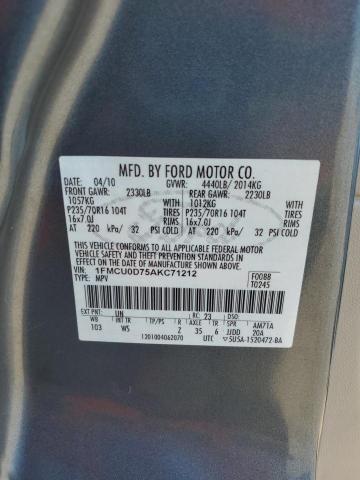 MFD. BY FORD MOTOR CO.
DATE: 04/10 GVWR: 4440LB/ 2014KG
FRONT GAWR: 2330LB REAR GAWR: 2230LB
1057KG WITH 1012KG WITH
P235/70R16 104T TIRES P235/70R16 104T TIRES
16x7.0J RIMS 16x7.0J RIMS
AT 220 kPa/ 32 PSI COLD AT 220 kPa/ 32 PSI COLD
THIS VEHICLE CONFORMS TO ALL APPLICABLE FEDERAL MOTOR
VEHICLE SAFETY AND THEFT PREVENTION STANDARDS IN EFFECT ON THE
DATE OF MANUFACTURE SHOWN ABOVE.
VIN: 1FMCU0D75AKC71212 F0088
TYPE: MPV T0245
EXT PNT: UN RC: 23 DSO:
WB INT TR TP/PS R AXLE TR SPR AM7TA
103 WS Z 35 6 JJDD 20A
1201004062070 UTC 5U5A-1520472-BA